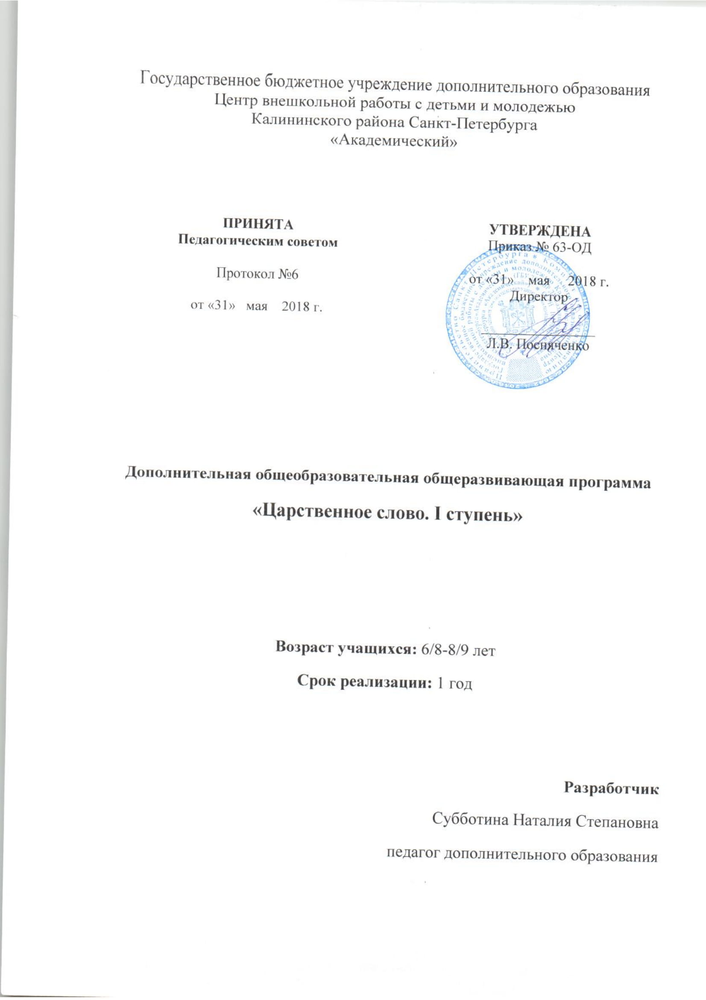 Государственное бюджетное учреждение дополнительного образования
Центр внешкольной работы с детьми и молодежью
Калининского района Санкт-Петербурга
«Академический»
ПРИНЯТА
Педагогическим советом
Протокол №6
от «31» мая 2018 г.
УТВЕРЖДЕНА
Приказ № 63-ОД
от «31» мая 2018 г.
Директор
Л.В. Посняченко
Дополнительная общеобразовательная общеразвивающая программа
«Царственное слово. I ступень»
Возраст учащихся: 6/8-8/9 лет
Срок реализации: 1 год
Разработчик
Субботина Наталия Степановна
педагог дополнительного образования